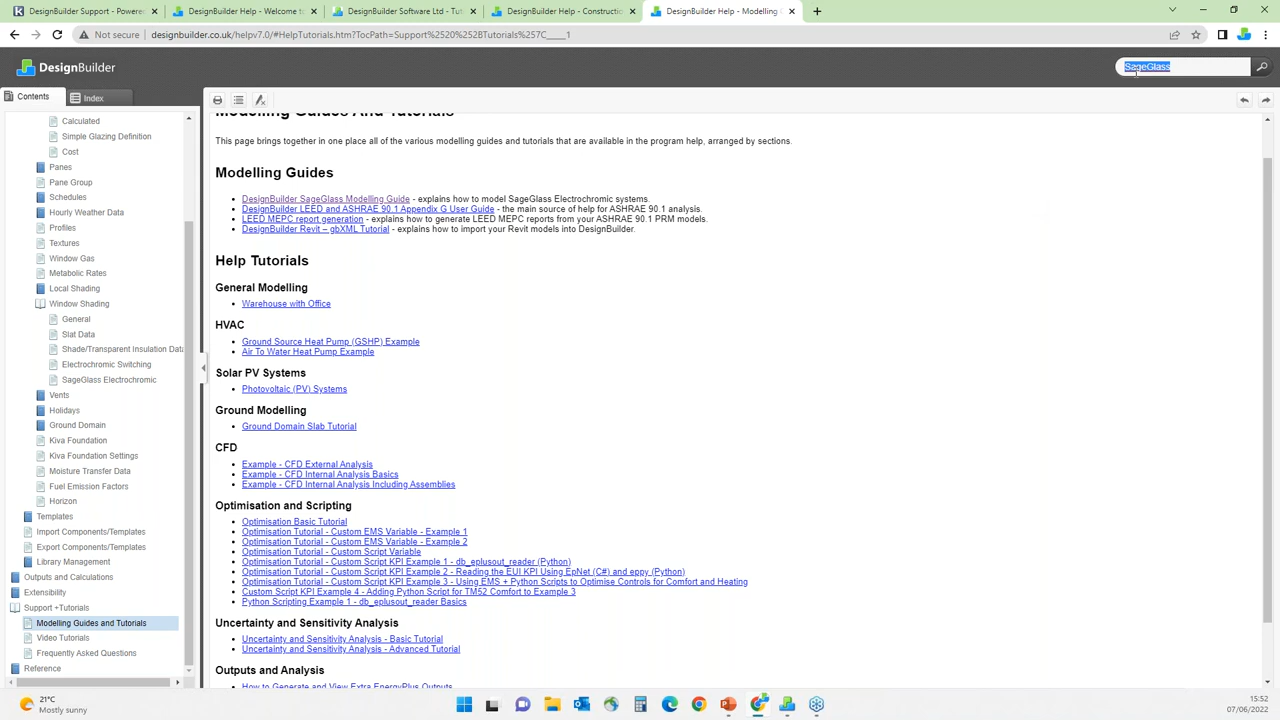 DesignBuilder Support - Powere
DesignBuilder Help - Welcome to
DesignBuilder Software Ltd - Tut
DesignBuilder Help - Constructio
DesignBuilder Help - Modelling G
Not secure
designbuilder.co.uk/helpv7.0/#HelpTutorials.htm?TocPath=Support%2520%252BTutorials%257C_____1
DesignBuilder
SageGlass
Contents
Index
Calculated
Simple Glazing Definition
Cost
Panes
Pane Group
Schedules
Hourly Weather Data
Profiles
Textures
Window Gas
Metabolic Rates
Local Shading
Window Shading
General
Slat Data
Shade/Transparent Insulation Data
Electrochromic Switching
SageGlass Electrochromic
Vents
Holidays
Ground Domain
Kiva Foundation
Kiva Foundation Settings
Moisture Transfer Data
Fuel Emission Factors
Horizon
Templates
Import Components/Templates
Export Components/Templates
Library Management
Outputs and Calculations
Extensibility
Support +Tutorials
Modelling Guides and Tutorials
Video Tutorials
Frequently Asked Questions
Reference
Modelling Guides And Tutorials
This page brings together in one place all of the various modelling guides and tutorials that are available in the program help, arranged by sections.
Modelling Guides
• DesignBuilder SageGlass Modelling Guide - explains how to model SageGlass Electrochromic systems.
• DesignBuilder LEED and ASHRAE 90.1 Appendix G User Guide - the main source of help for ASHRAE 90.1 analysis.
• LEED MEPC report generation - explains how to generate LEED MEPC reports from your ASHRAE 90.1 PRM models.
• DesignBuilder Revit – gbXML Tutorial - explains how to import your Revit models into DesignBuilder.
Help Tutorials
General Modelling
• Warehouse with Office
HVAC
• Ground Source Heat Pump (GSHP) Example
• Air To Water Heat Pump Example
Solar PV Systems
• Photovoltaic (PV) Systems
Ground Modelling
• Ground Domain Slab Tutorial
CFD
• Example - CFD External Analysis
• Example - CFD Internal Analysis Basics
• Example - CFD Internal Analysis Including Assemblies
Optimisation and Scripting
• Optimisation Basic Tutorial
• Optimisation Tutorial - Custom EMS Variable - Example 1
• Optimisation Tutorial - Custom EMS Variable - Example 2
• Optimisation Tutorial - Custom Script Variable
• Optimisation Tutorial - Custom Script KPI Example 1 - db_eplusout_reader (Python)
• Optimisation Tutorial - Custom Script KPI Example 2 - Reading the EUI KPI Using EpNet (C#) and eppy (Python)
• Optimisation Tutorial - Custom Script KPI Example 3 - Using EMS + Python Scripts to Optimise Controls for Comfort and Heating
• Custom Script KPI Example 4 - Adding Python Script for TM52 Comfort to Example 3
• Python Scripting Example 1 - db_eplusout_reader Basics
Uncertainty and Sensitivity Analysis
• Uncertainty and Sensitivity Analysis - Basic Tutorial
• Uncertainty and Sensitivity Analysis - Advanced Tutorial
Outputs and Analysis
• How to Generate and View Extra EnergyPlus Outputs
21°C
Mostly sunny
15:52
07/06/2022